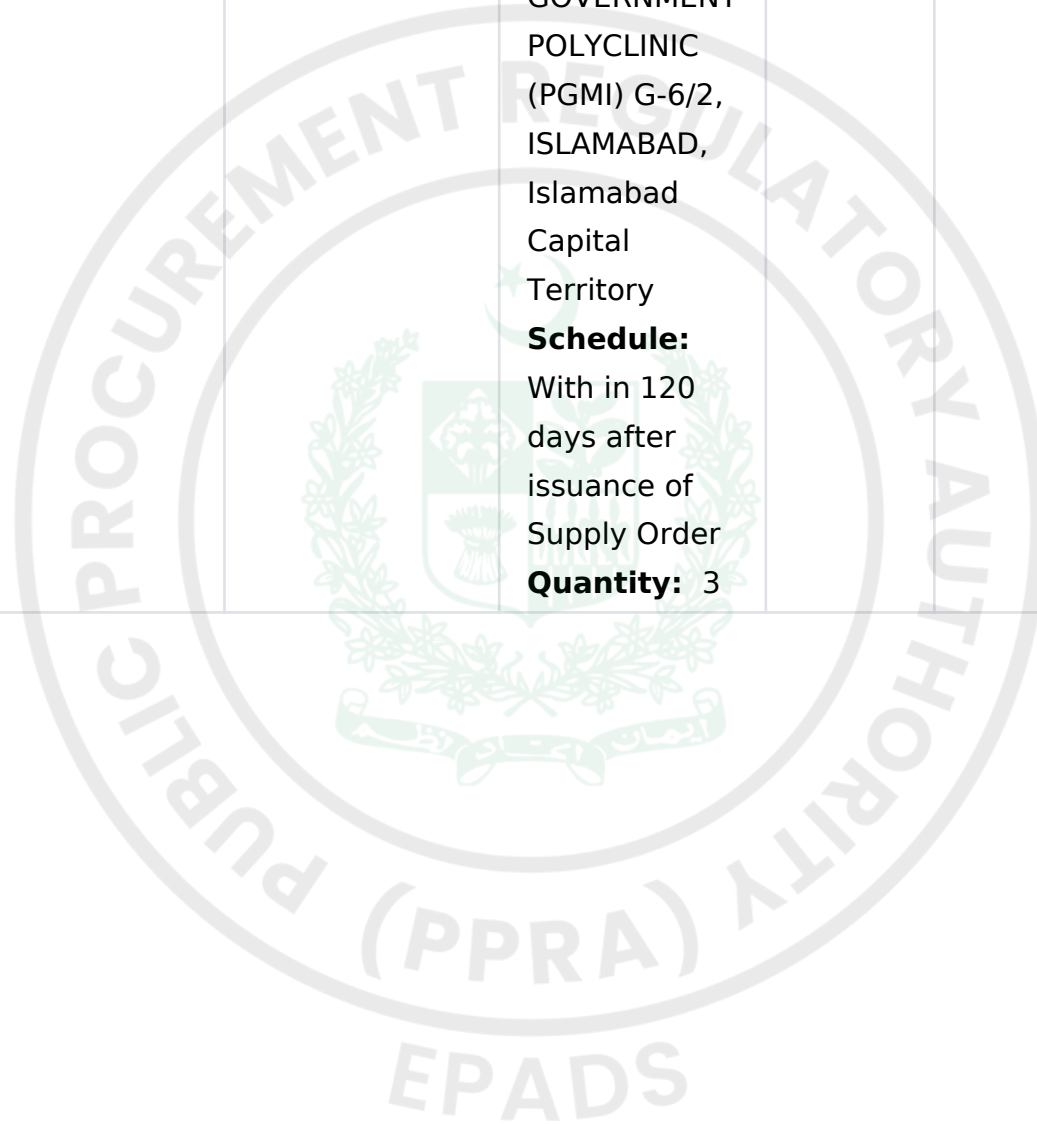 GOVERNMENT
POLYCLINIC
(PGMI) G-6/2,
ISLAMABAD,
Islamabad
Capital
Territory
Schedule:
With in 120
days after
issuance of
Supply Order
Quantity: 3
PUBLIC PROCUREMENT REGULATORY AUTHORITY
(PPRA)
EPADS